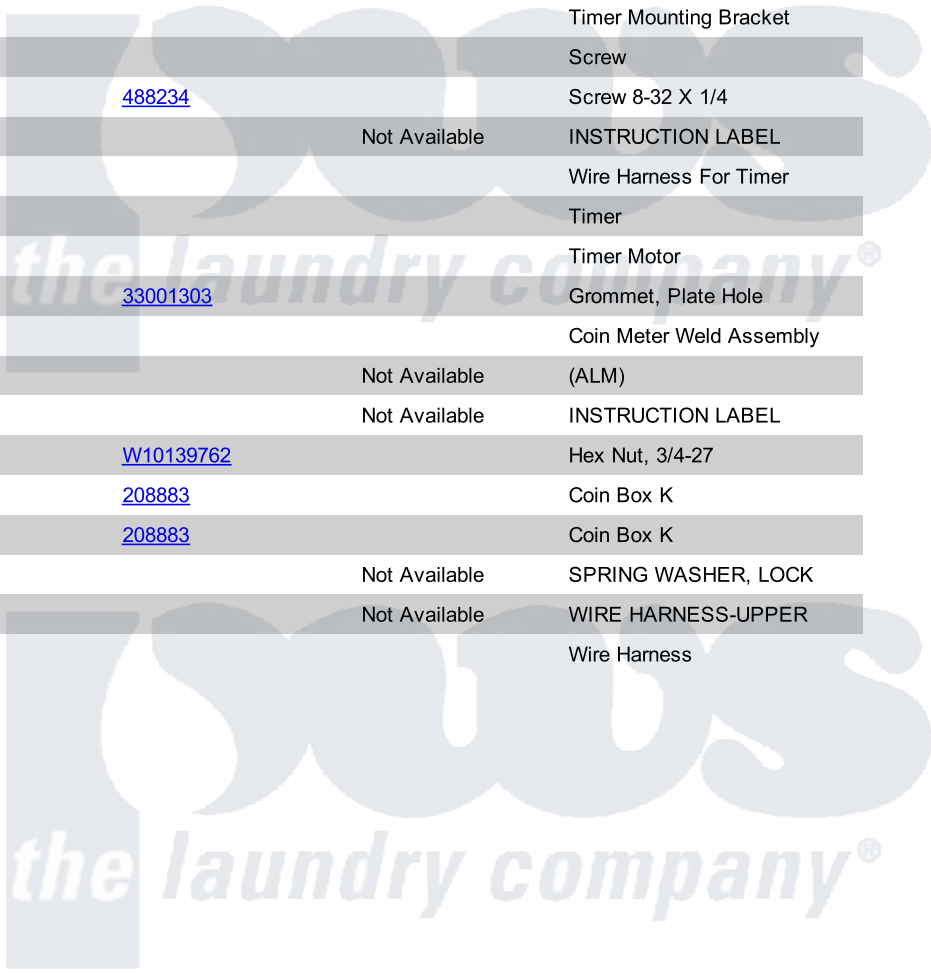 Timer Mounting Bracket
Screw
488234 Screw 8-32 X 1/4
Not Available INSTRUCTION LABEL
Wire Harness For Timer
Timer
Timer Motor
33001303 Grommet, Plate Hole
Coin Meter Weld Assembly
Not Available (ALM)
Not Available INSTRUCTION LABEL
W10139762 Hex Nut, 3/4-27
208883 Coin Box K
208883 Coin Box K
Not Available SPRING WASHER, LOCK
Not Available WIRE HARNESS-UPPER
Wire Harness
pws
the laundry company®
pws
the laundry company®